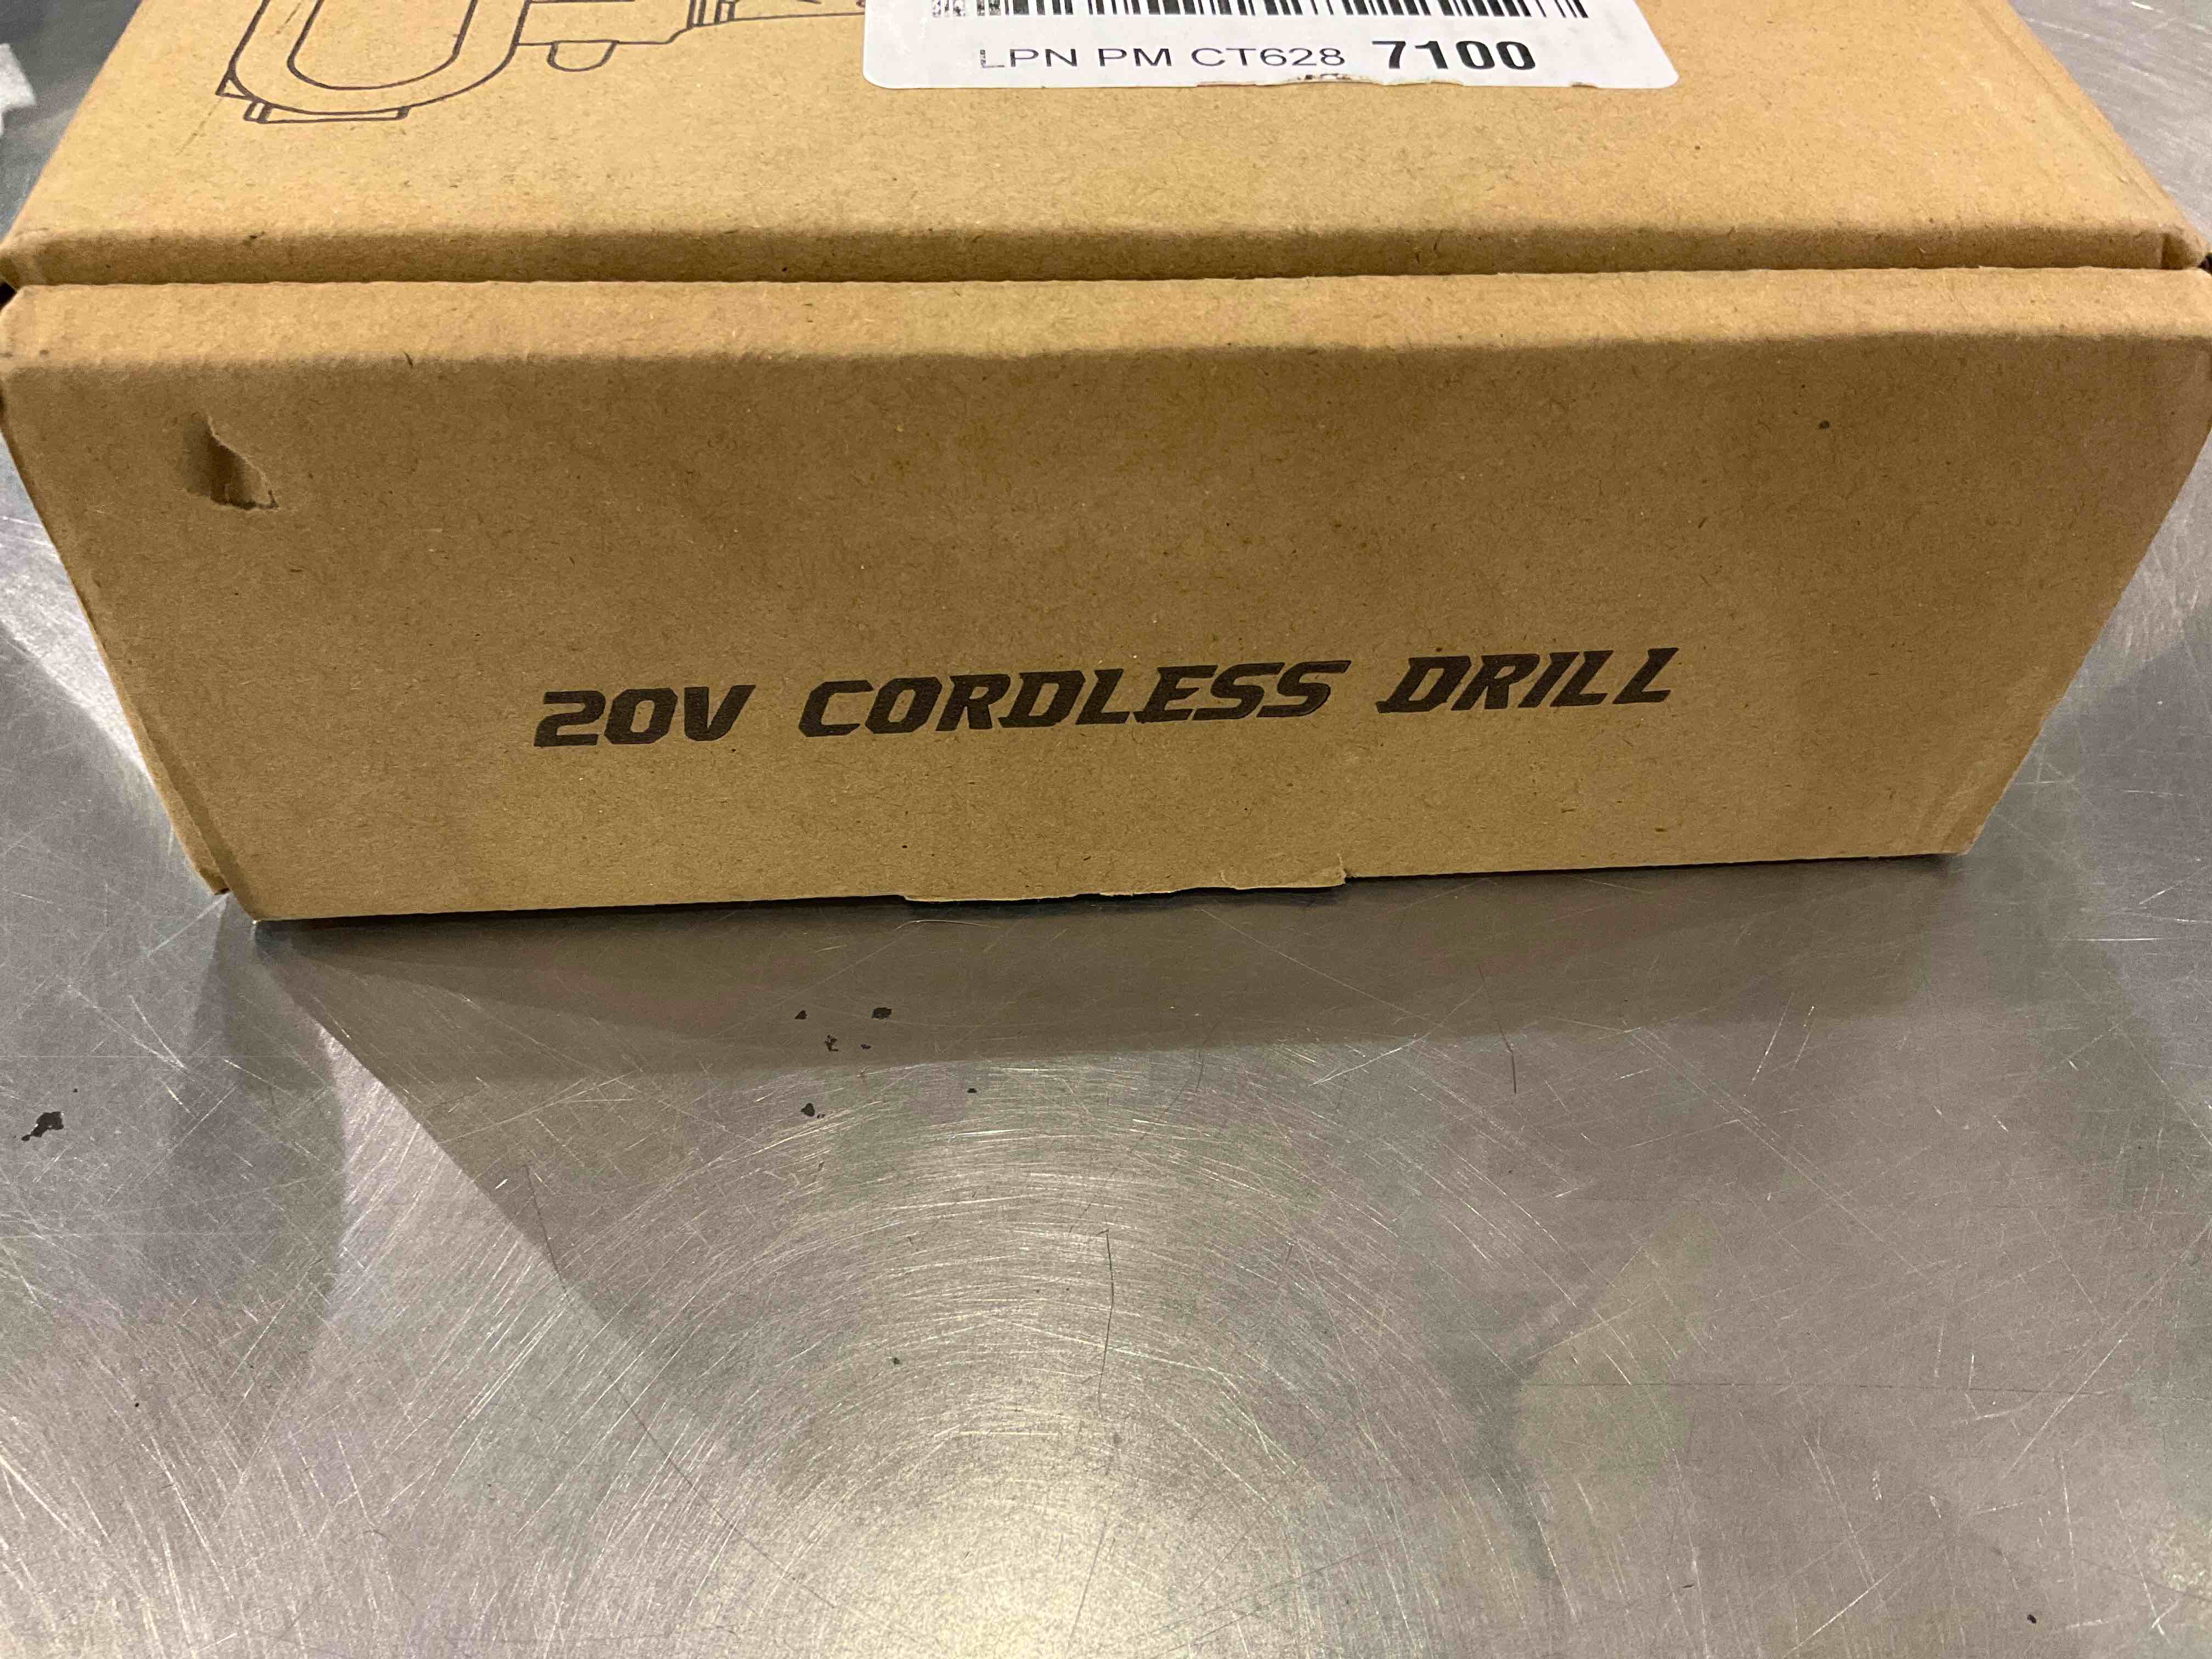 LPN PM CT628 7100
20V CORDLESS DRILL